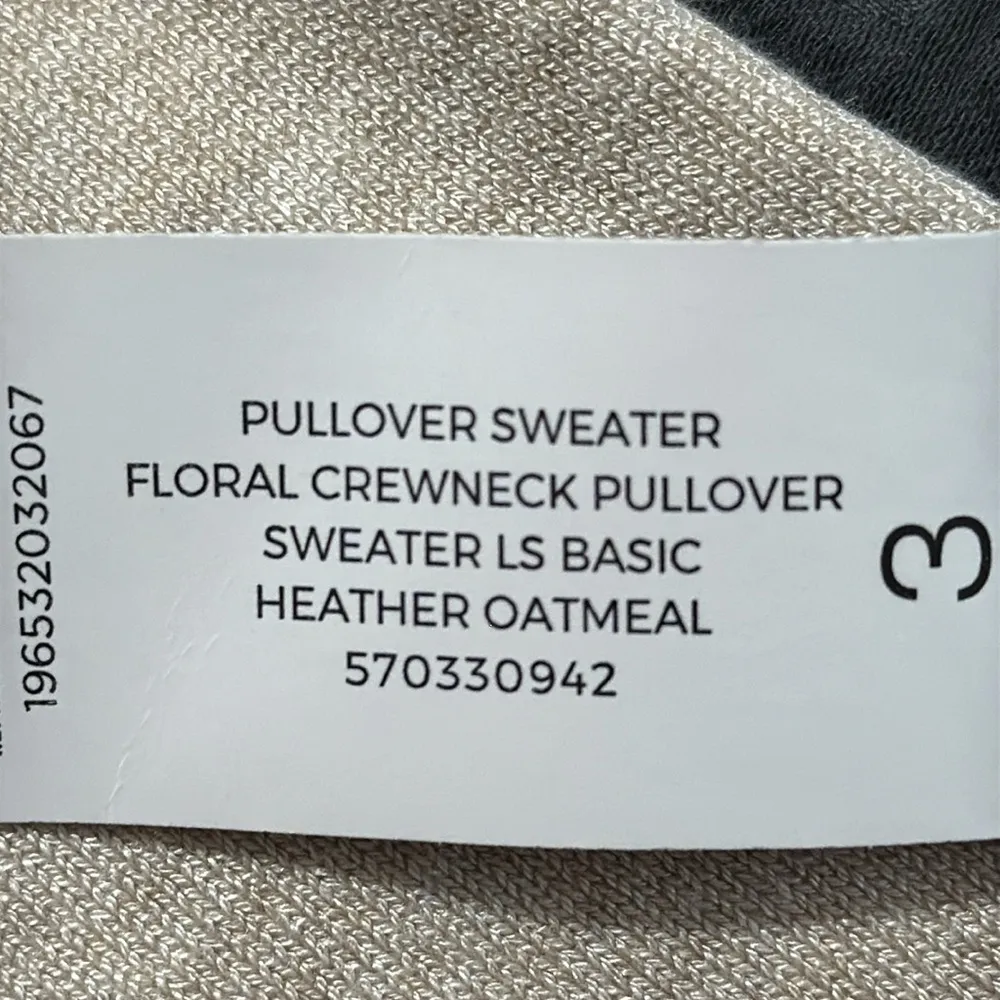 PULLOVER SWEATER
FLORAL CREWNECK PULLOVER
SWEATER LS BASIC
HEATHER OATMEAL
570330942
196532032067
3